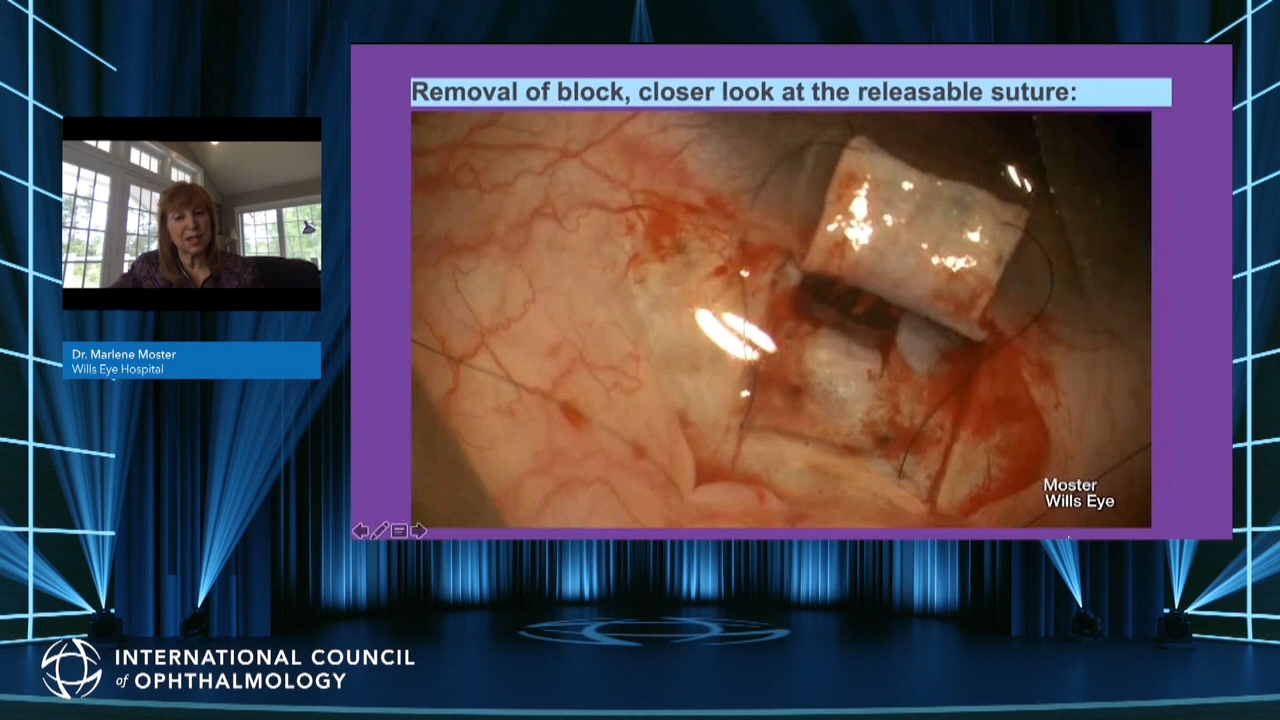 Removal of block, closer look at the releasable suture:
Dr. Marlene Moster
Wills Eye Hospital
Moster
Wills Eye
INTERNATIONAL COUNCIL
of OPHTHALMOLOGY